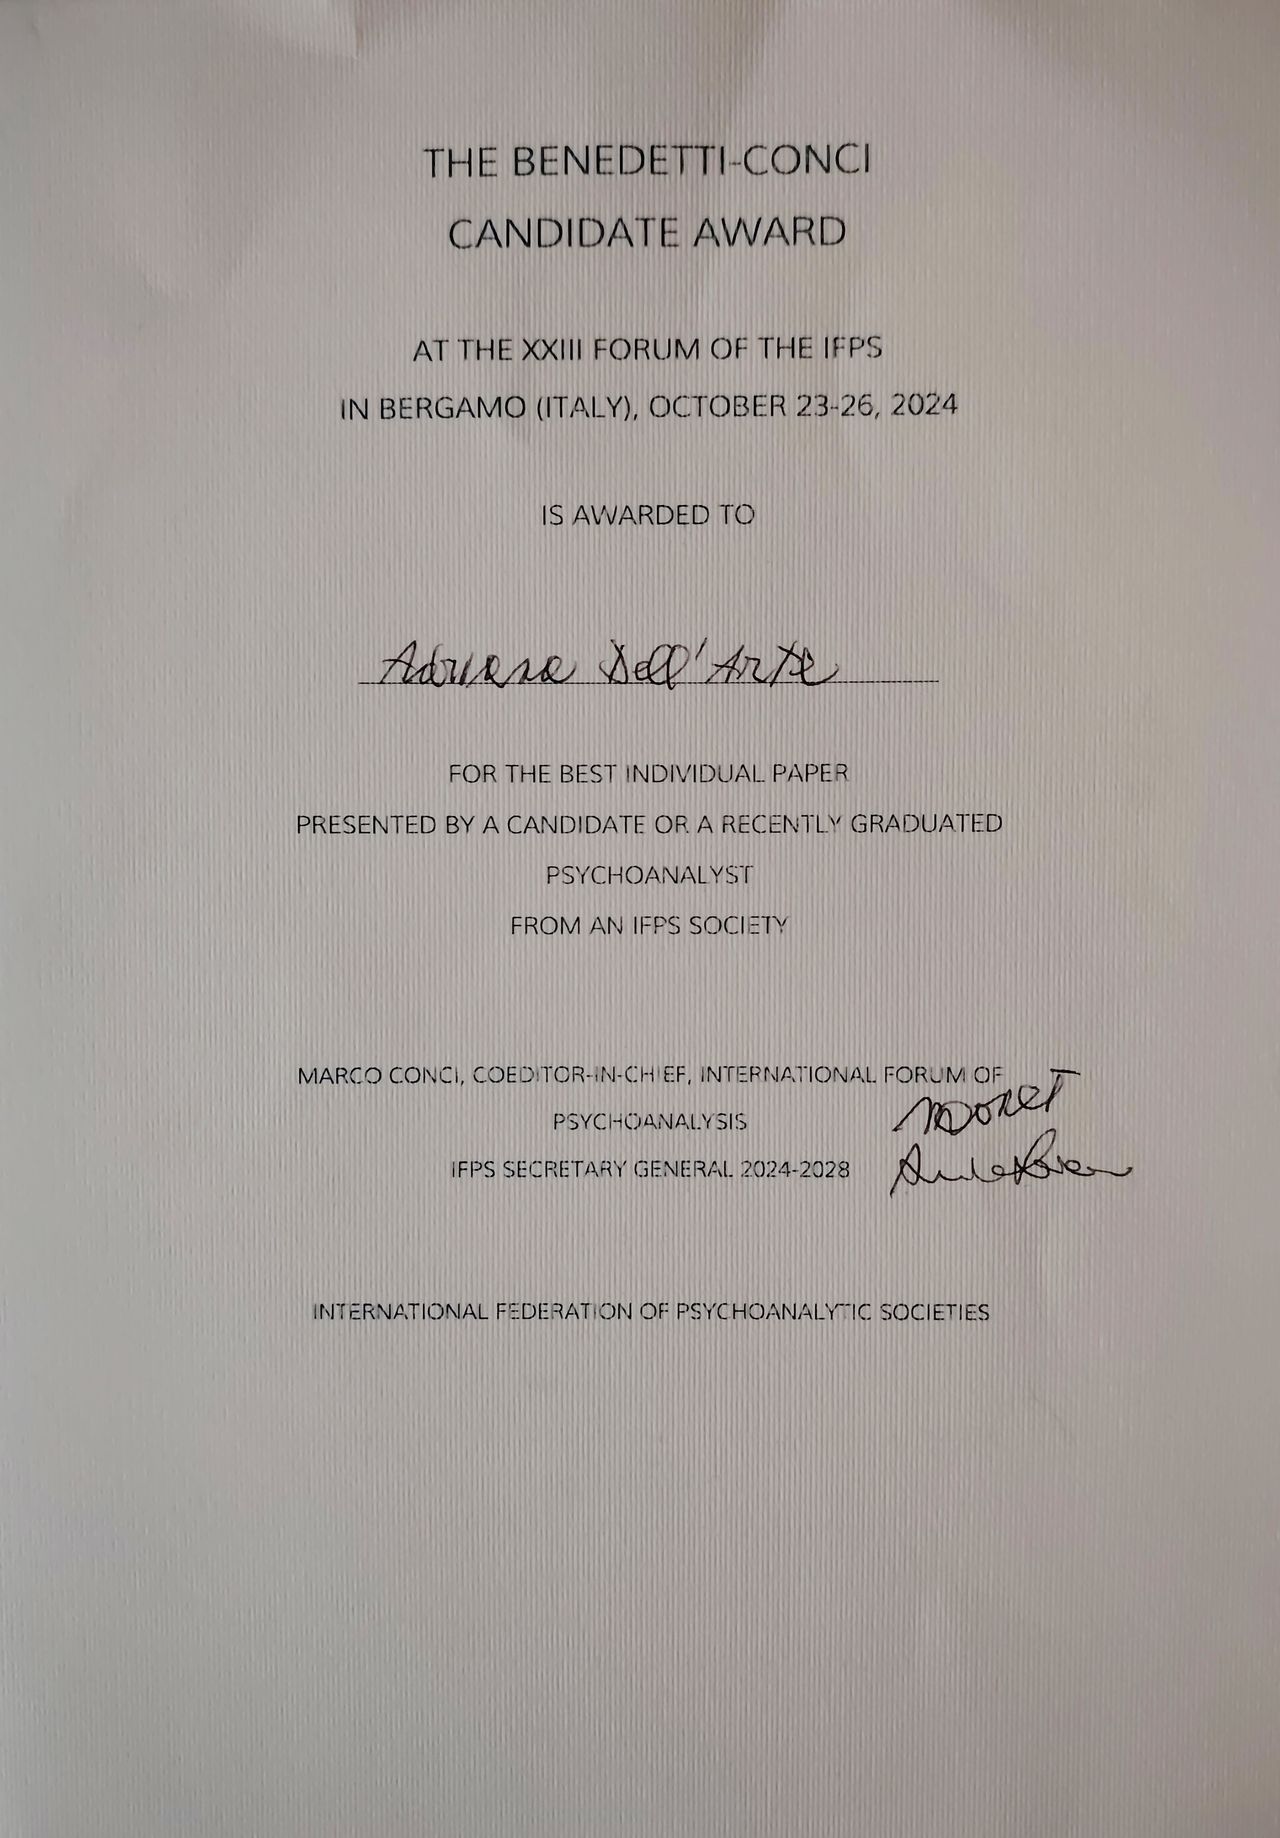 THE BENEDETTI-CONCI
CANDIDATE AWARD
AT THE XXIII FORUM OF THE IFPS
IN BERGAMO (ITALY), OCTOBER 23-26, 2024
IS AWARDED TO
Adriana Dell'Arte
FOR THE BEST INDIVIDUAL PAPER
PRESENTED BY A CANDIDATE OR A RECENTLY GRADUATED
PSYCHOANALYST
FROM AN IFPS SOCIETY
MARCO CONCI, COEDITOR-IN-CHIEF, INTERNATIONAL FORUM OF
PSYCHOANALYSIS
IFPS SECRETARY GENERAL 2024-2028
INTERNATIONAL FEDERATION OF PSYCHOANALYTIC SOCIETIES